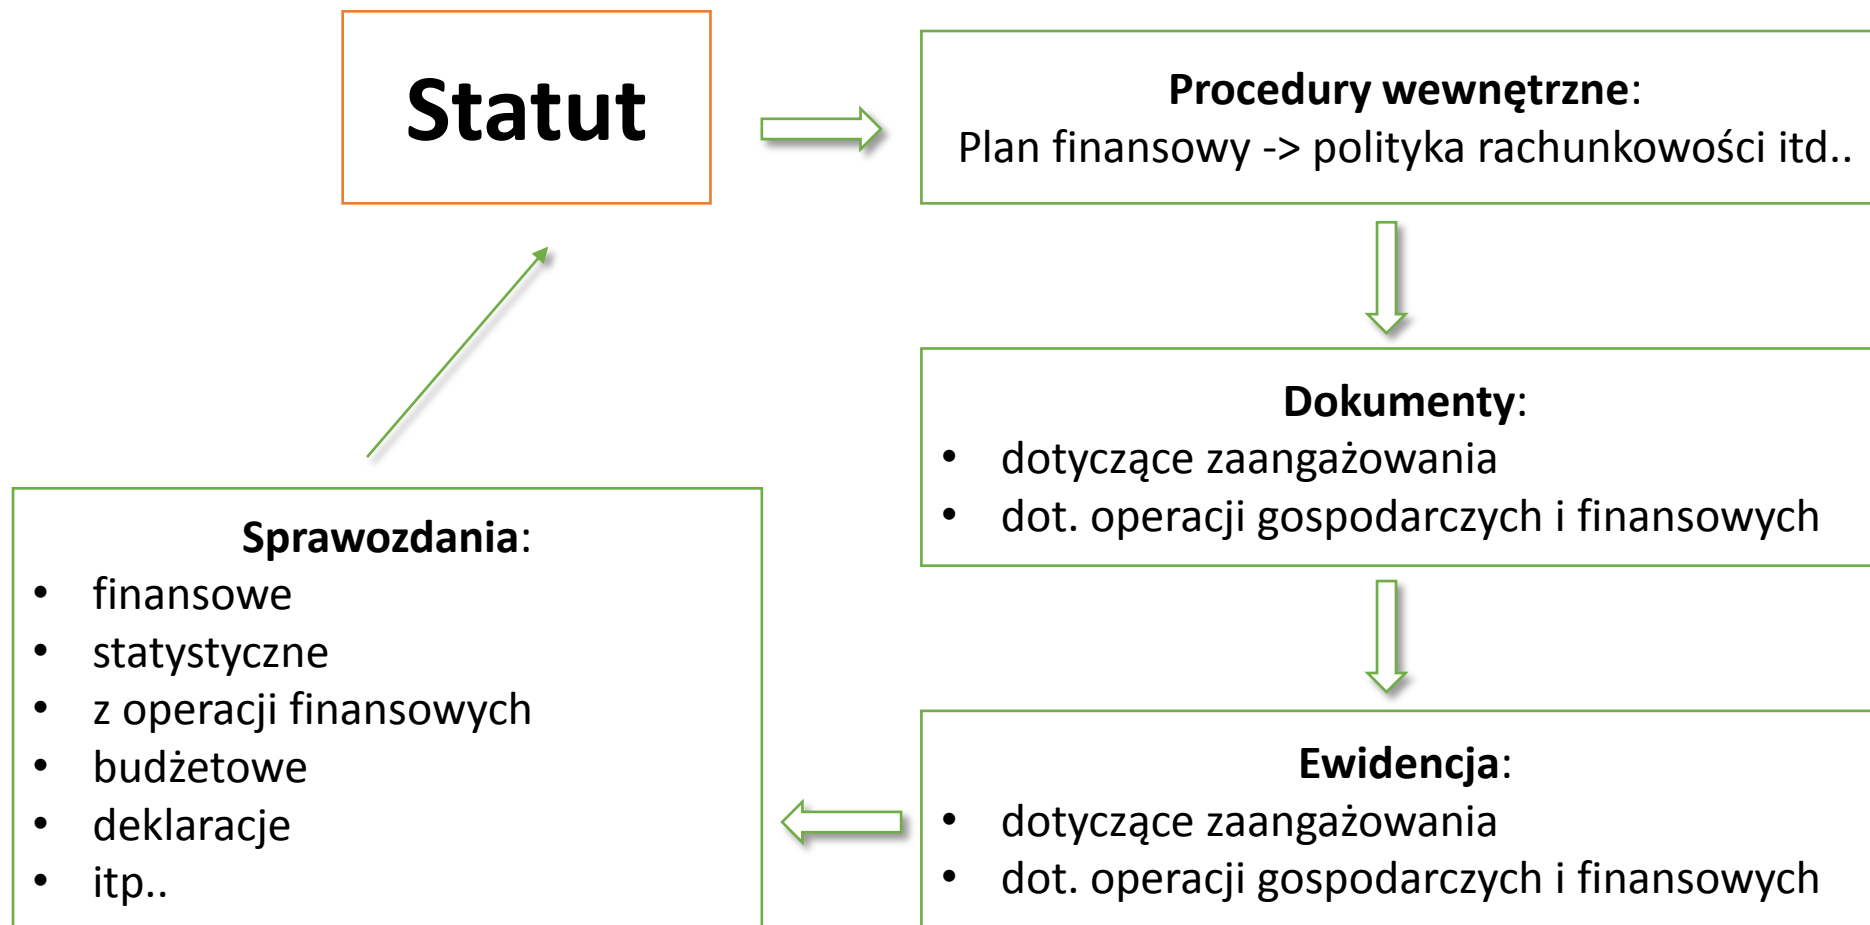 Statut
Procedury wewnętrzne:
Plan finansowy -> polityka rachunkowości itd..
Dokumenty:
• dotyczące zaangażowania
• dot. operacji gospodarczych i finansowych
Ewidencja:
• dotyczące zaangażowania
• dot. operacji gospodarczych i finansowych
Sprawozdania:
• finansowe
• statystyczne
• z operacji finansowych
• budżetowe
• deklaracje
• itp..